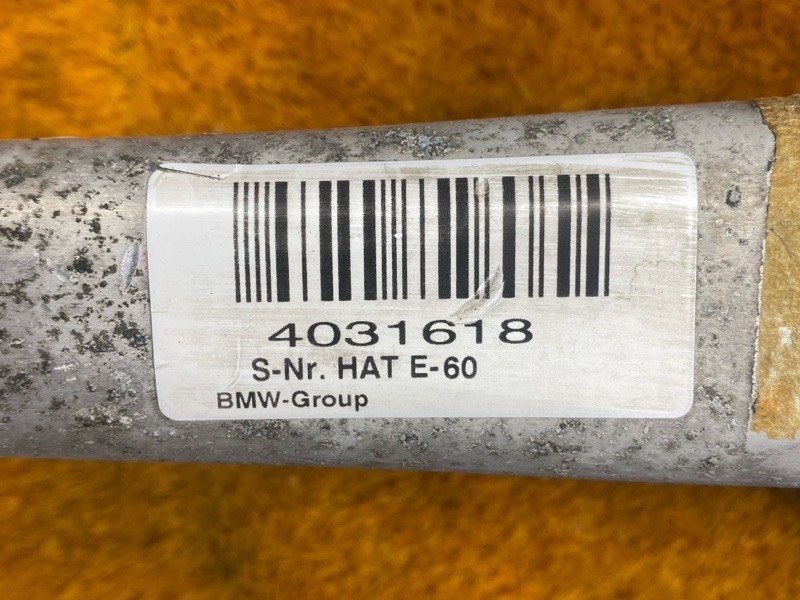 4031618
S-Nr. HAT E-60
BMW-Group